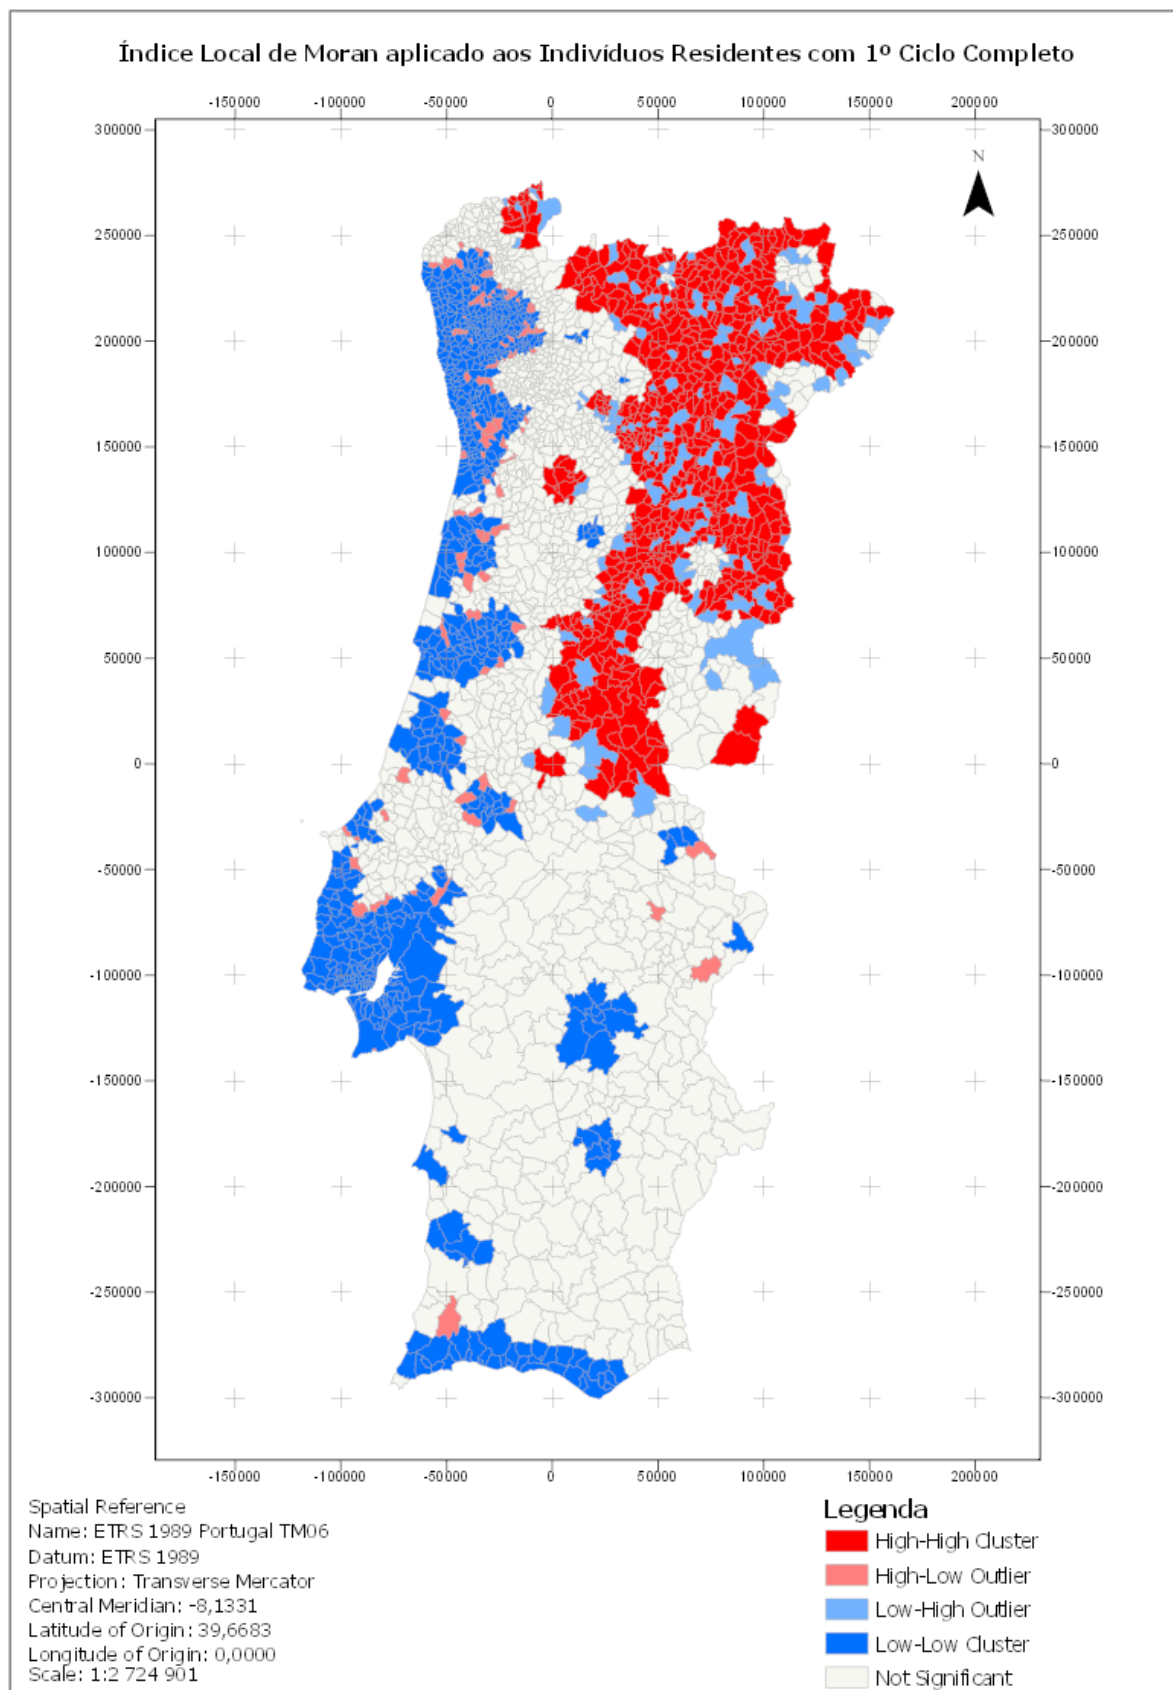 Índice Local de Moran aplicado aos Indivíduos Residentes com 1º Ciclo Completo
-150000 -100000 -50000 0 50000 100000 150000 200000
300000 300000
N
250000 250000
200000 200000
150000 150000
100000 100000
50000 50000
0 0
-50000 -50000
-100000 -100000
-150000 -150000
-200000 -200000
-250000 -250000
-300000 -300000
-150000 -100000 -50000 0 50000 100000 150000 200000
Spatial Reference
Name: ETRS 1989 Portugal TM06
Datum: ETRS 1989
Projection: Transverse Mercator
Central Meridian: -8,1331
Latitude of Origin: 39,6683
Longitude of Origin: 0,0000
Scale: 1:2 724 901
Legenda
High-High Cluster
High-Low Outlier
Low-High Outlier
Low-Low Cluster
Not Significant